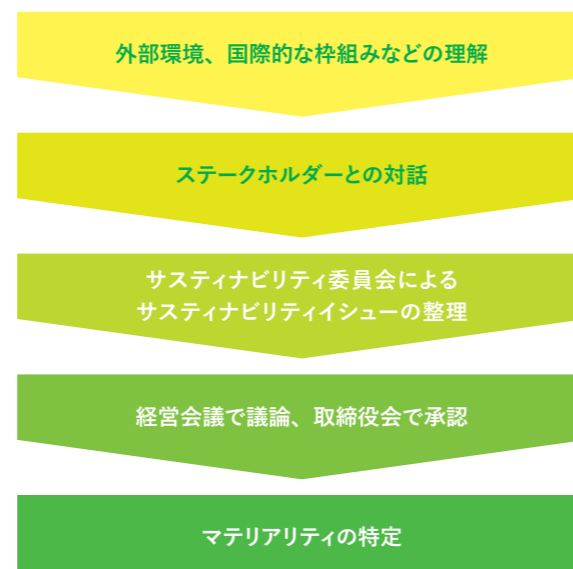 外部環境、国際的な枠組みなどの理解
ステークホルダーとの対話
サスティナビリティ委員会による
サスティナビリティイシューの整理
経営会議で議論、取締役会で承認
マテリアリティの特定